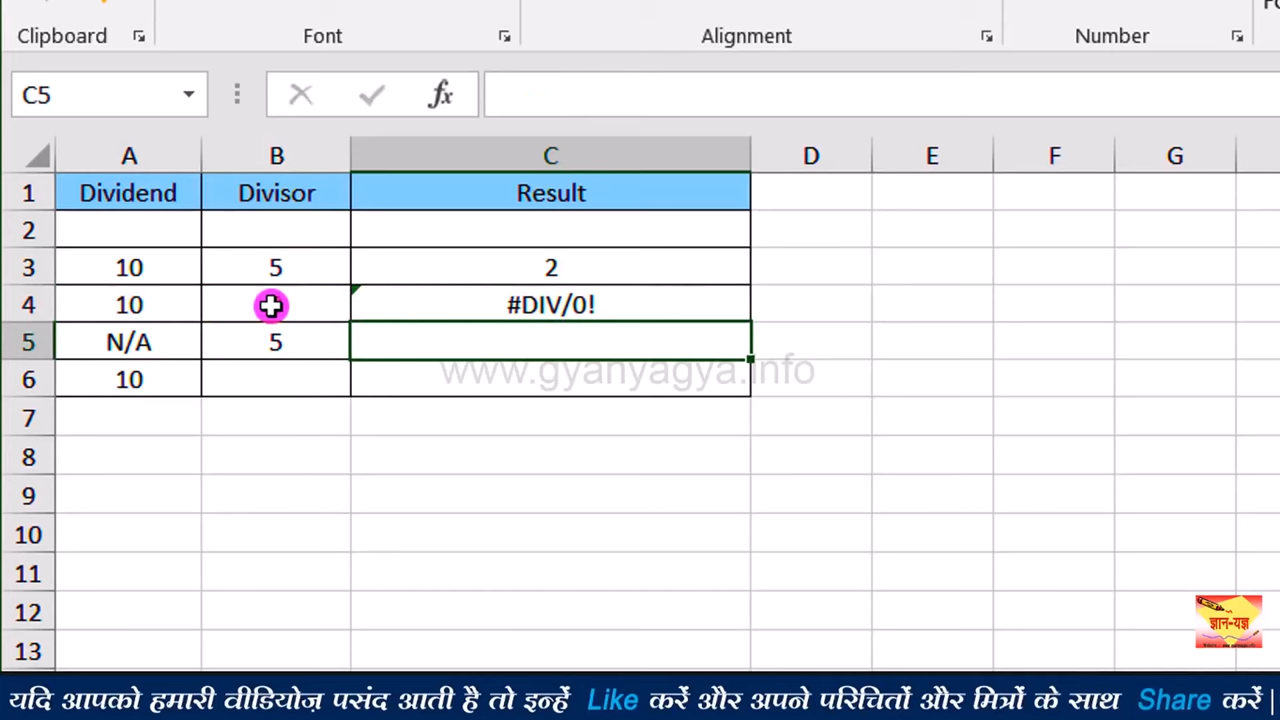 Clipboard Font Alignment Number
C5 fx
A B C D E F G
1 Dividend Divisor Result
2
3 10 5 2
4 10 #DIV/0!
5 N/A 5
www.gyanyagya.info
6 10
7
8
9
10
11
12
ज्ञान-यज्ञ
13
यदि आपको हमारी वीडियोज़ पसंद आती है तो इन्हें Like करें और अपने परिचितों और मित्रों के साथ Share करें |